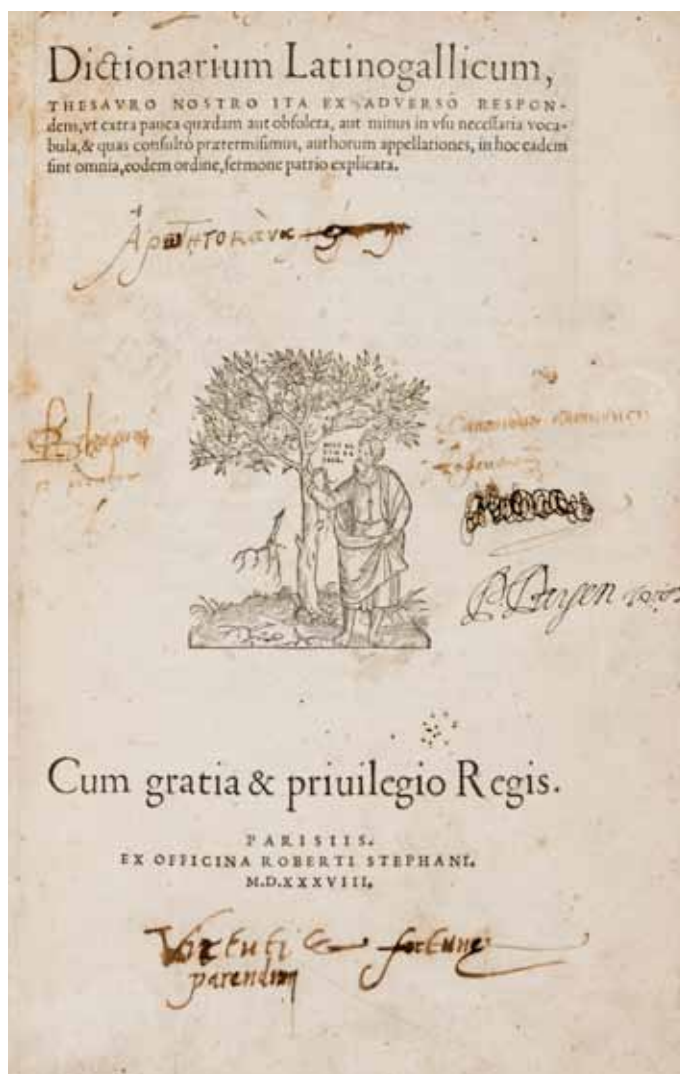 Dictionarium Latinogallicum,
THESAVRO NOSTRO ITA EX ADVERSO RESPON-
dens, vt extra pauca quædam aut obsoleta, aut minus in vsu necessaria voca-
bula, & quas consultò prætermisimus, authorum appellationes, in hoc eadem
sint omnia, eodem ordine, sermone patrio explicata.
Cum gratia & priuilegio Regis.
PARISIIS.
EX OFFICINA ROBERTI STEPHANI.
M.D.XXXVIII.
Virtuti & fortune
parendum